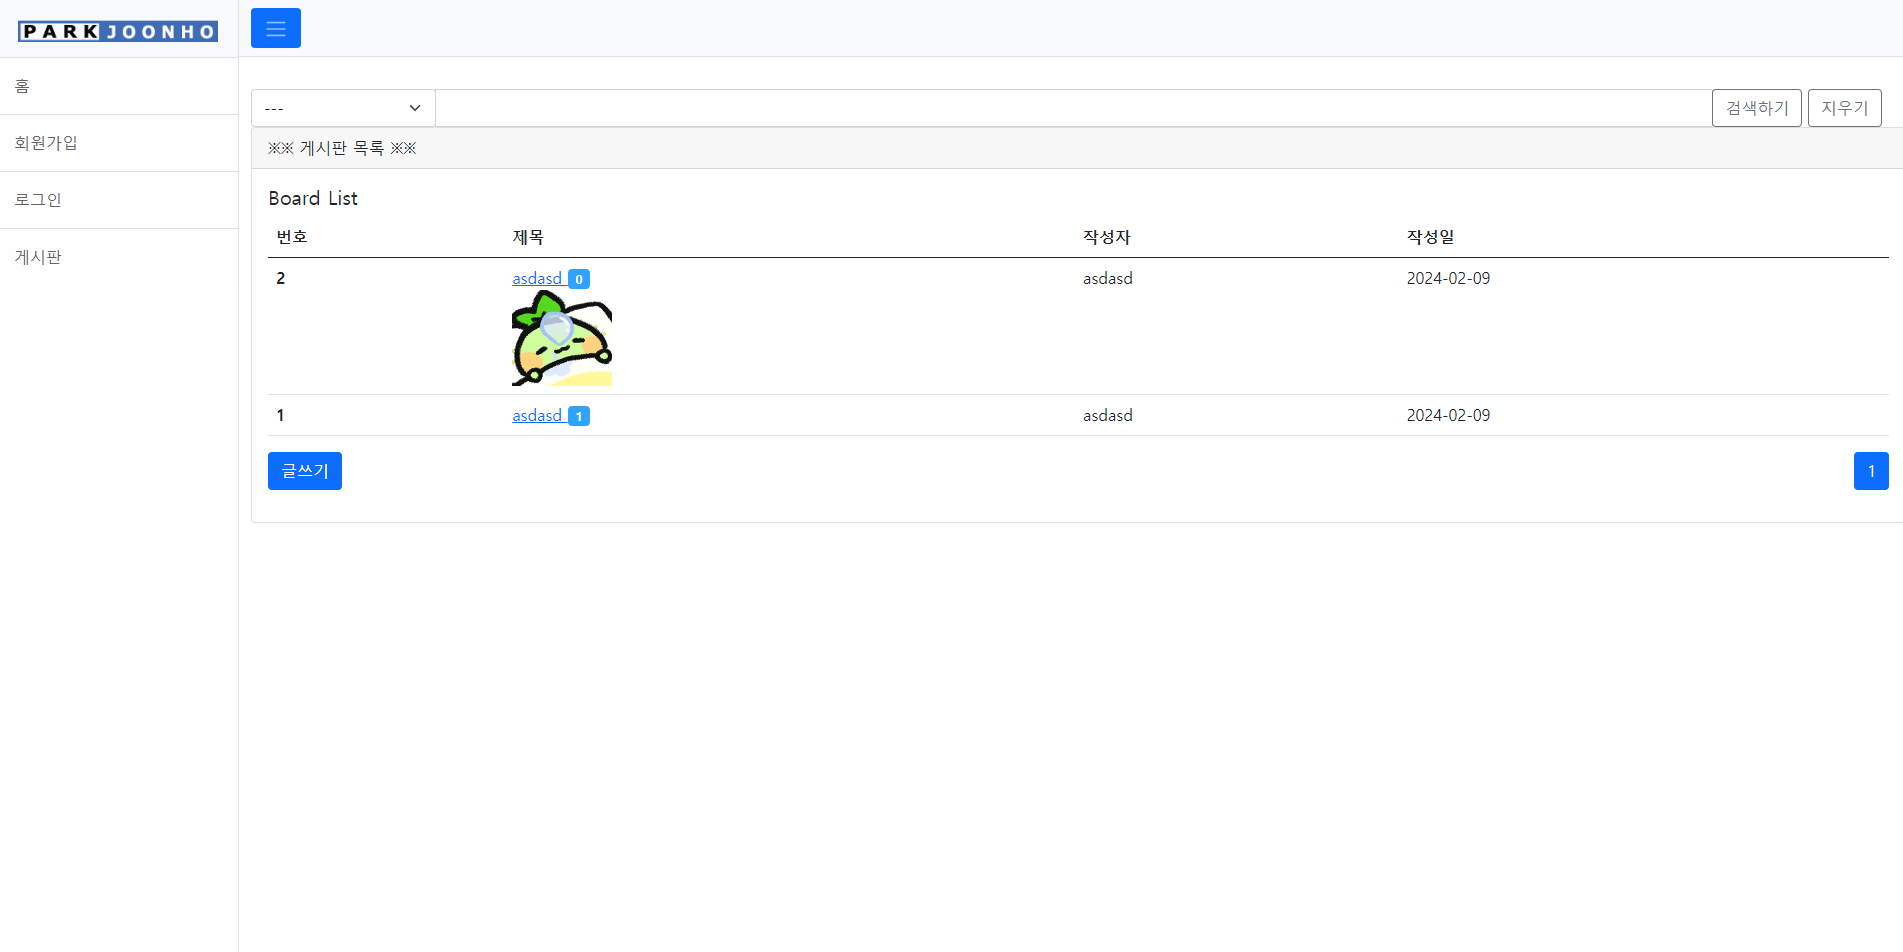 PARK JOONHO
홈
회원가입
로그인
게시판
--- 검색하기 지우기
※※ 게시판 목록 ※※
Board List
번호 제목 작성자 작성일
2 asdasd 0 asdasd 2024-02-09
1 asdasd 1 asdasd 2024-02-09
글쓰기 1